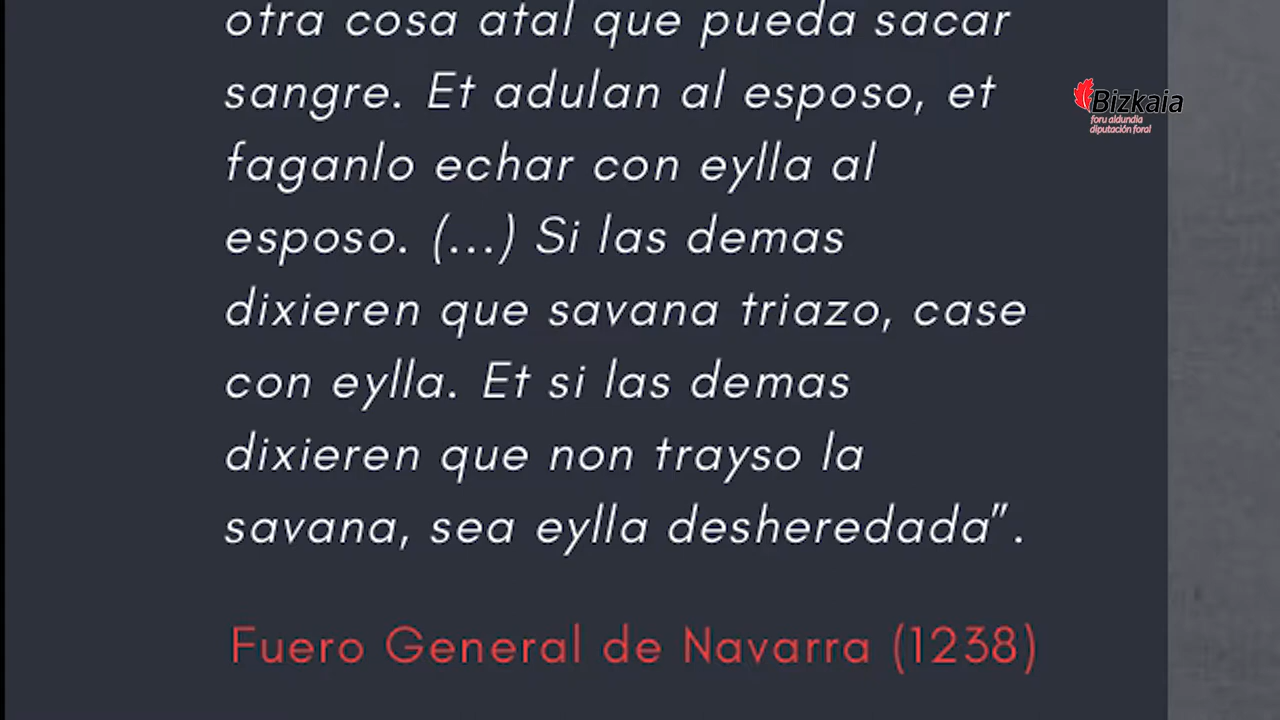 otra cosa atal que pueda sacar
sangre. Et adulan al esposo, et
faganlo echar con eylla al
esposo. (...) Si las demas
dixieren que savana triazo, case
con eylla. Et si las demas
dixieren que non trayso la
savana, sea eylla desheredada”.
Fuero General de Navarra (1238)
Bizkaia
foru aldundia
diputación foral